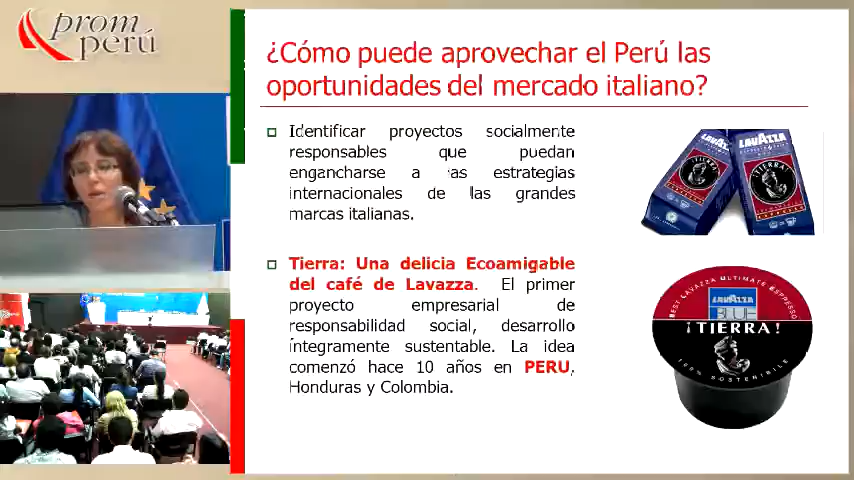 prom
perú
¿Cómo puede aprovechar el Perú las
oportunidades del mercado italiano?
Identificar proyectos socialmente
responsables que puedan
engancharse a las estrategias
internacionales de las grandes
marcas italianas.
Tierra: Una delicia Ecoamigable
del café de Lavazza. El primer
proyecto empresarial de
responsabilidad social, desarrollo
íntegramente sustentable. La idea
comenzó hace 10 años en PERU,
Honduras y Colombia.
LAVAZZA
¡TIERRA!
LAVAZZA
¡TIERRA!
BEST LAVAZZA ULTIMATE ESPRESSO
LAVAZZA
BLUE
¡TIERRA!
100% SOSTENIBILE